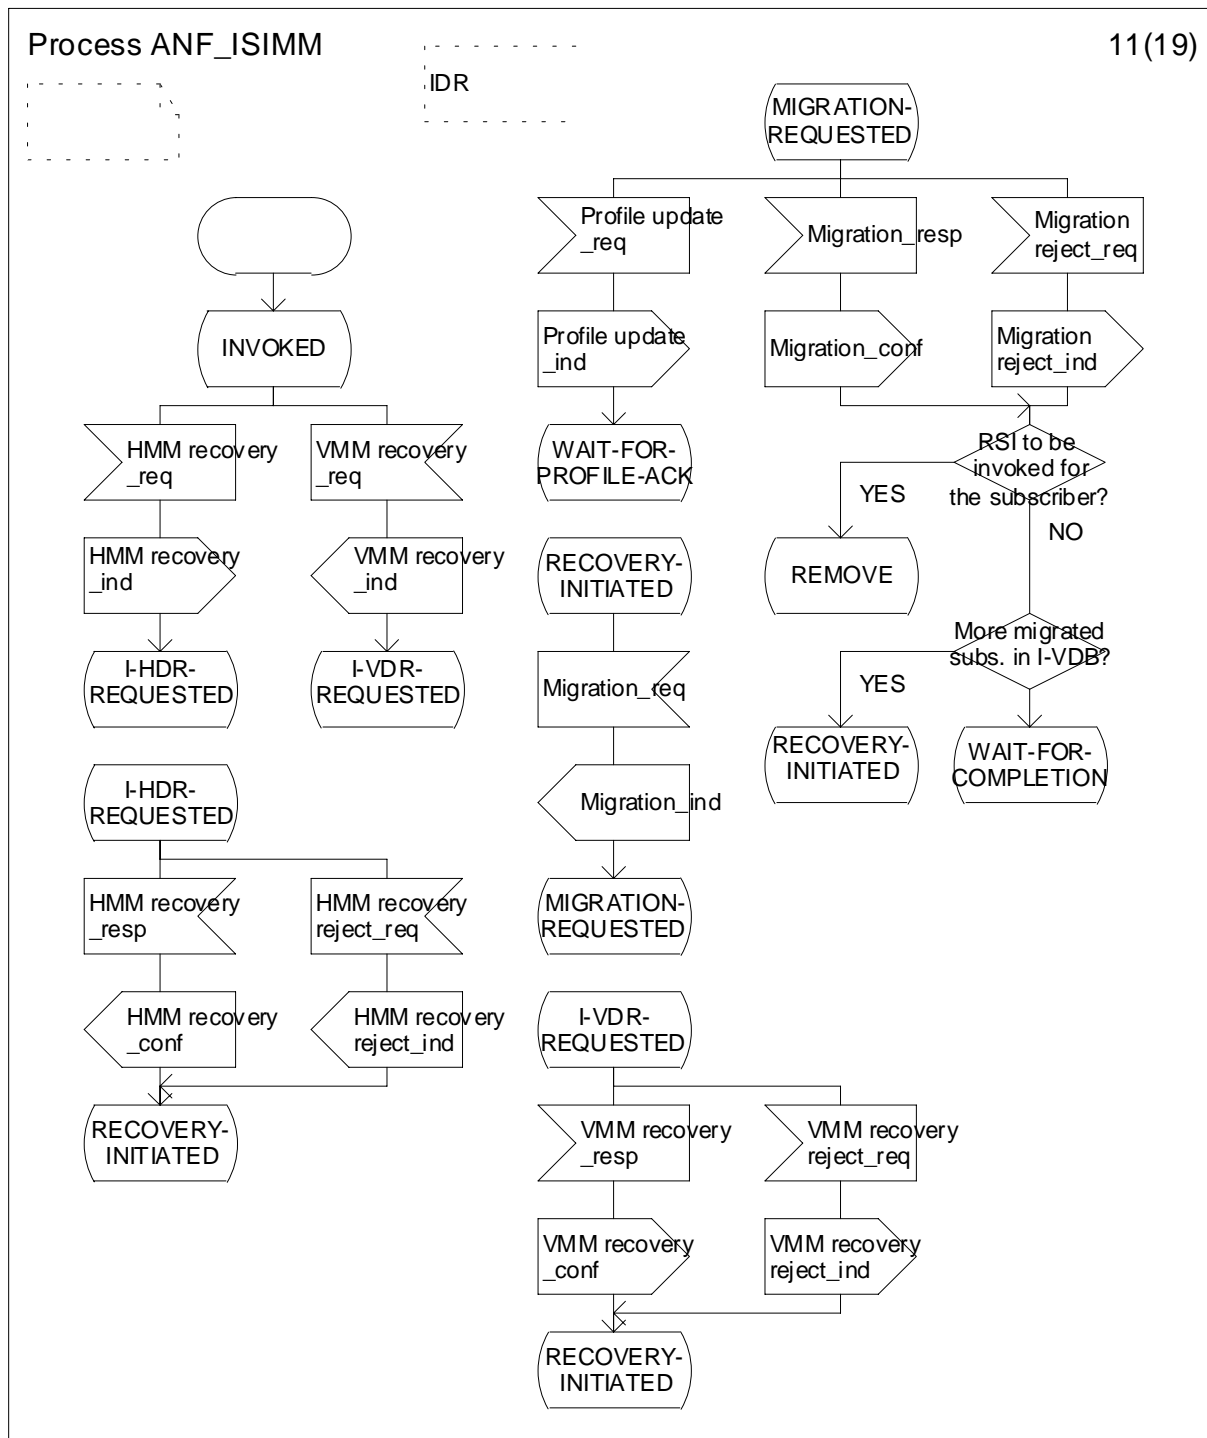 Process ANF_ISIMM
11(19)
IDR
INVOKED
HMM recovery
_req
VMM recovery
_req
HMM recovery
_ind
VMM recovery
_ind
I-HDR-
REQUESTED
I-VDR-
REQUESTED
I-HDR-
REQUESTED
HMM recovery
_resp
HMM recovery
reject_req
HMM recovery
_conf
HMM recovery
reject_ind
RECOVERY-
INITIATED
MIGRATION-
REQUESTED
Profile update
_req
Migration_resp
Migration
reject_req
Profile update
_ind
Migration_conf
Migration
reject_ind
WAIT-FOR-
PROFILE-ACK
RSI to be
invoked for
the subscriber?
YES
NO
REMOVE
More migrated
subs. in I-VDB?
YES
RECOVERY-
INITIATED
WAIT-FOR-
COMPLETION
RECOVERY-
INITIATED
Migration_req
Migration_ind
MIGRATION-
REQUESTED
I-VDR-
REQUESTED
VMM recovery
_resp
VMM recovery
reject_req
VMM recovery
_conf
VMM recovery
reject_ind
RECOVERY-
INITIATED